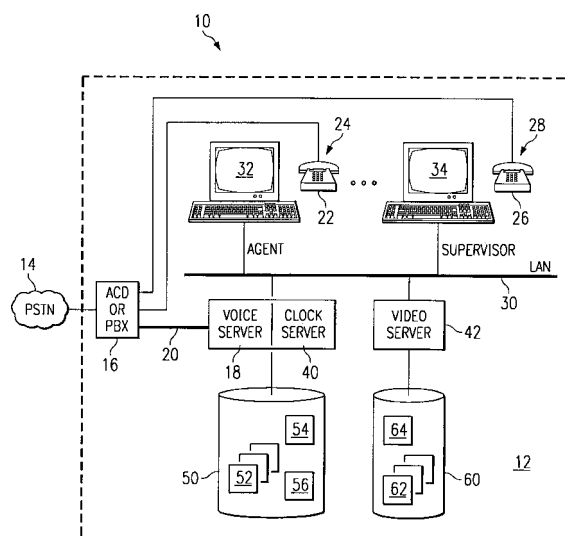 10
24
28
32
34
22
26
AGENT
SUPERVISOR
LAN
30
14
PSTN
ACD
OR
PBX
16
20
VOICE
SERVER
18
CLOCK
SERVER
40
VIDEO
SERVER
42
50
52
54
56
60
62
64
12